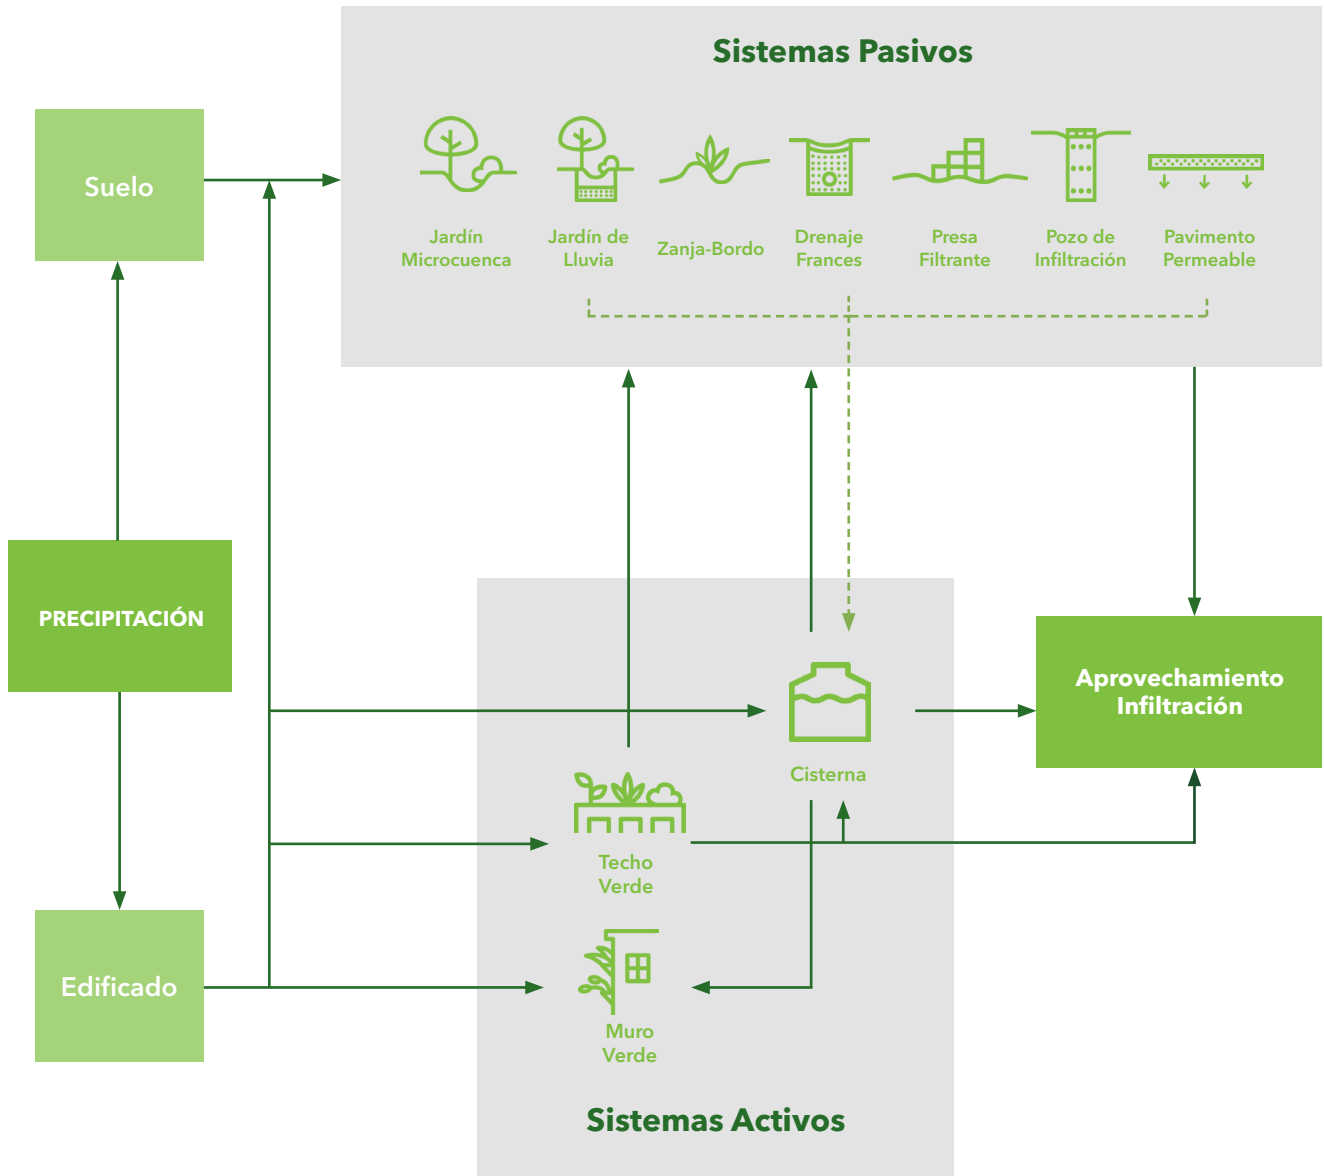 Sistemas Pasivos
Suelo
Jardín
Microcuenca
Jardín de
Lluvia
Zanja-Bordo
Drenaje
Frances
Presa
Filtrante
Pozo de
Infiltración
Pavimento
Permeable
PRECIPITACIÓN
Aprovechamiento
Infiltración
Cisterna
Techo
Verde
Edificado
Muro
Verde
Sistemas Activos